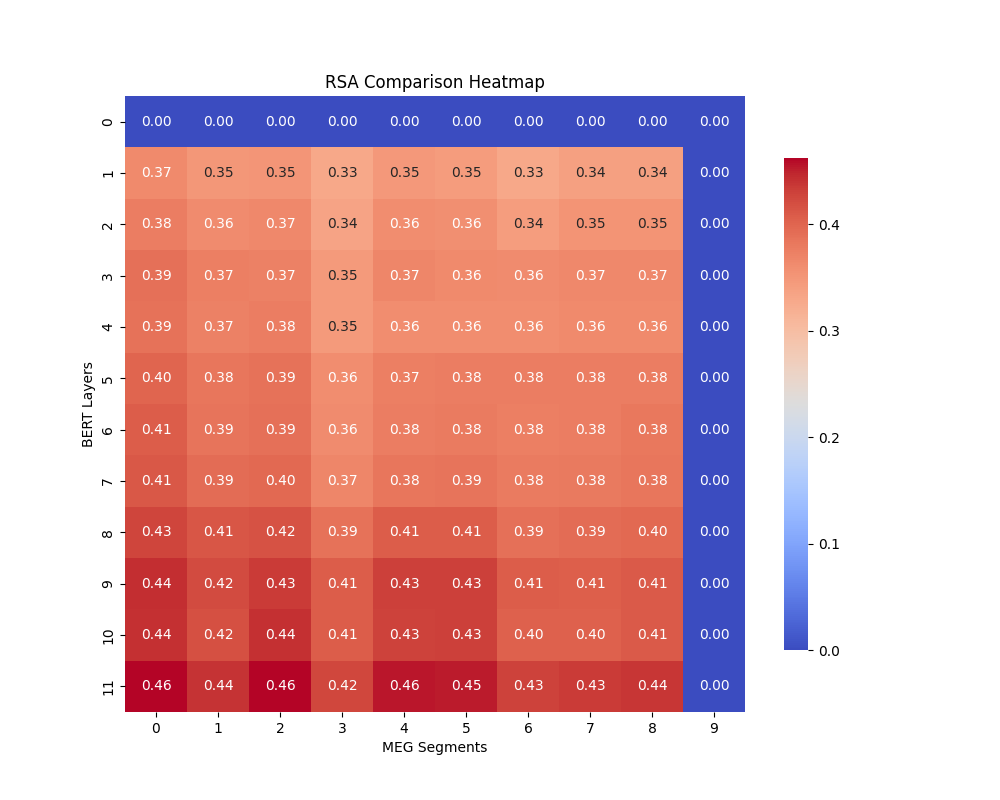 RSA Comparison Heatmap
0 0.00 0.00 0.00 0.00 0.00 0.00 0.00 0.00 0.00 0.00
1 0.37 0.35 0.35 0.33 0.35 0.35 0.33 0.34 0.34 0.00
2 0.38 0.36 0.37 0.34 0.36 0.36 0.34 0.35 0.35 0.00
3 0.39 0.37 0.37 0.35 0.37 0.36 0.36 0.37 0.37 0.00
4 0.39 0.37 0.38 0.35 0.36 0.36 0.36 0.36 0.36 0.00
5 0.40 0.38 0.39 0.36 0.37 0.38 0.38 0.38 0.38 0.00
6 0.41 0.39 0.39 0.36 0.38 0.38 0.38 0.38 0.38 0.00
7 0.41 0.39 0.40 0.37 0.38 0.39 0.38 0.38 0.38 0.00
8 0.43 0.41 0.42 0.39 0.41 0.41 0.39 0.39 0.40 0.00
9 0.44 0.42 0.43 0.41 0.43 0.43 0.41 0.41 0.41 0.00
10 0.44 0.42 0.44 0.41 0.43 0.43 0.40 0.40 0.41 0.00
11 0.46 0.44 0.46 0.42 0.46 0.45 0.43 0.43 0.44 0.00
0 1 2 3 4 5 6 7 8 9
MEG Segments
BERT Layers
0.4
0.3
0.2
0.1
0.0